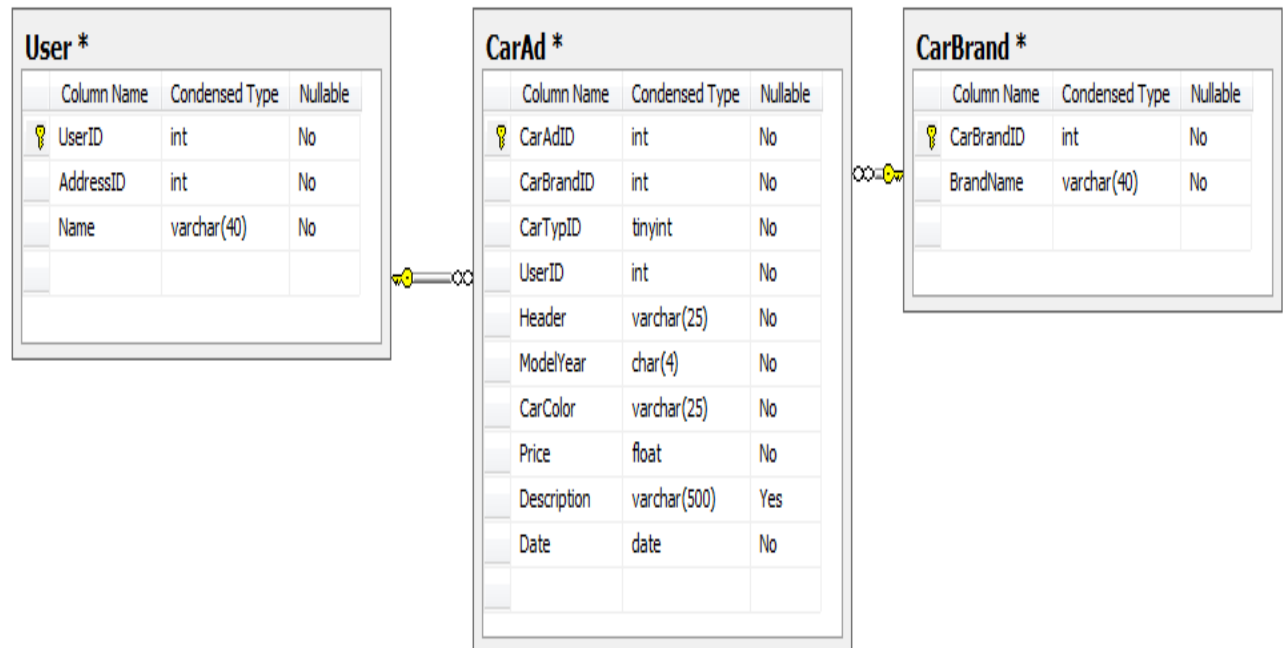 User *
Column Name Condensed Type Nullable
UserID int No
AddressID int No
Name varchar(40) No
CarAd *
Column Name Condensed Type Nullable
CarAdID int No
CarBrandID int No
CarTypID tinyint No
UserID int No
Header varchar(25) No
ModelYear char(4) No
CarColor varchar(25) No
Price float No
Description varchar(500) Yes
Date date No
CarBrand *
Column Name Condensed Type Nullable
CarBrandID int No
BrandName varchar(40) No